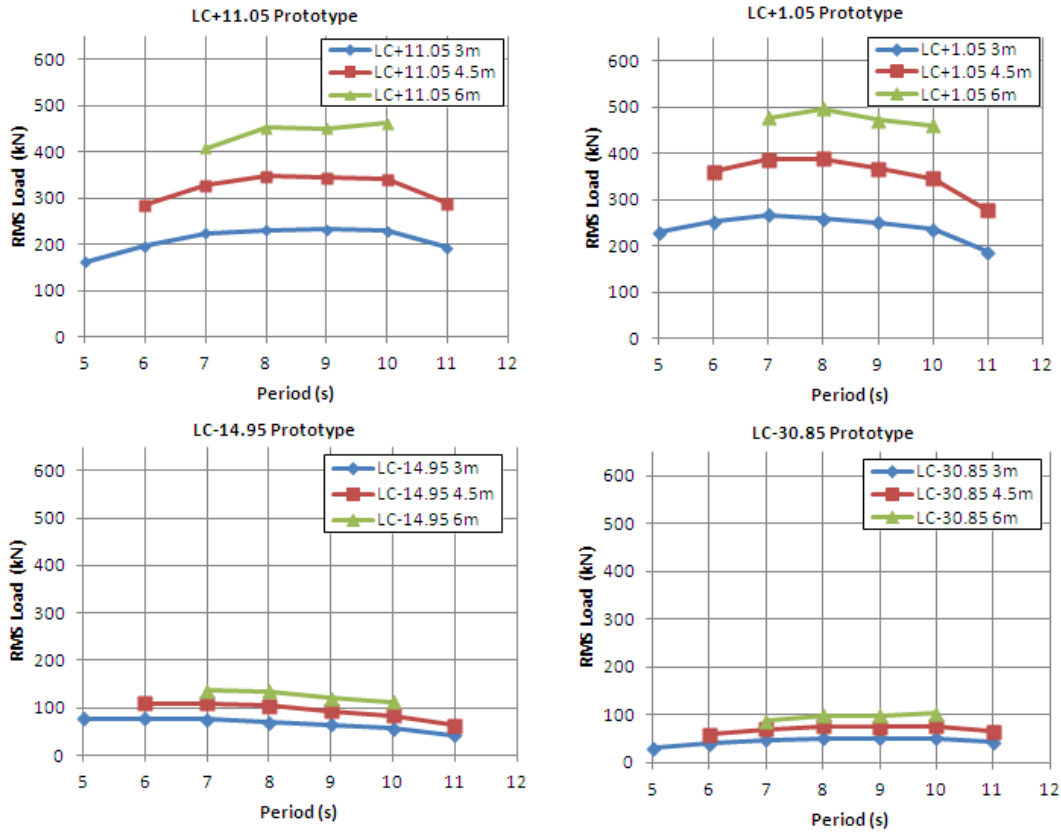 LC+11.05 Prototype
LC+11.05 3m
LC+11.05 4.5m
LC+11.05 6m
RMS Load (kN)
600
500
400
300
200
100
0
5 6 7 8 9 10 11 12
Period (s)
LC+1.05 Prototype
LC+1.05 3m
LC+1.05 4.5m
LC+1.05 6m
RMS Load (kN)
600
500
400
300
200
100
0
5 6 7 8 9 10 11 12
Period (s)
LC-14.95 Prototype
LC-14.95 3m
LC-14.95 4.5m
LC-14.95 6m
RMS Load (kN)
600
500
400
300
200
100
0
5 6 7 8 9 10 11 12
Period (s)
LC-30.85 Prototype
LC-30.85 3m
LC-30.85 4.5m
LC-30.85 6m
RMS Load (kN)
600
500
400
300
200
100
0
5 6 7 8 9 10 11 12
Period (s)